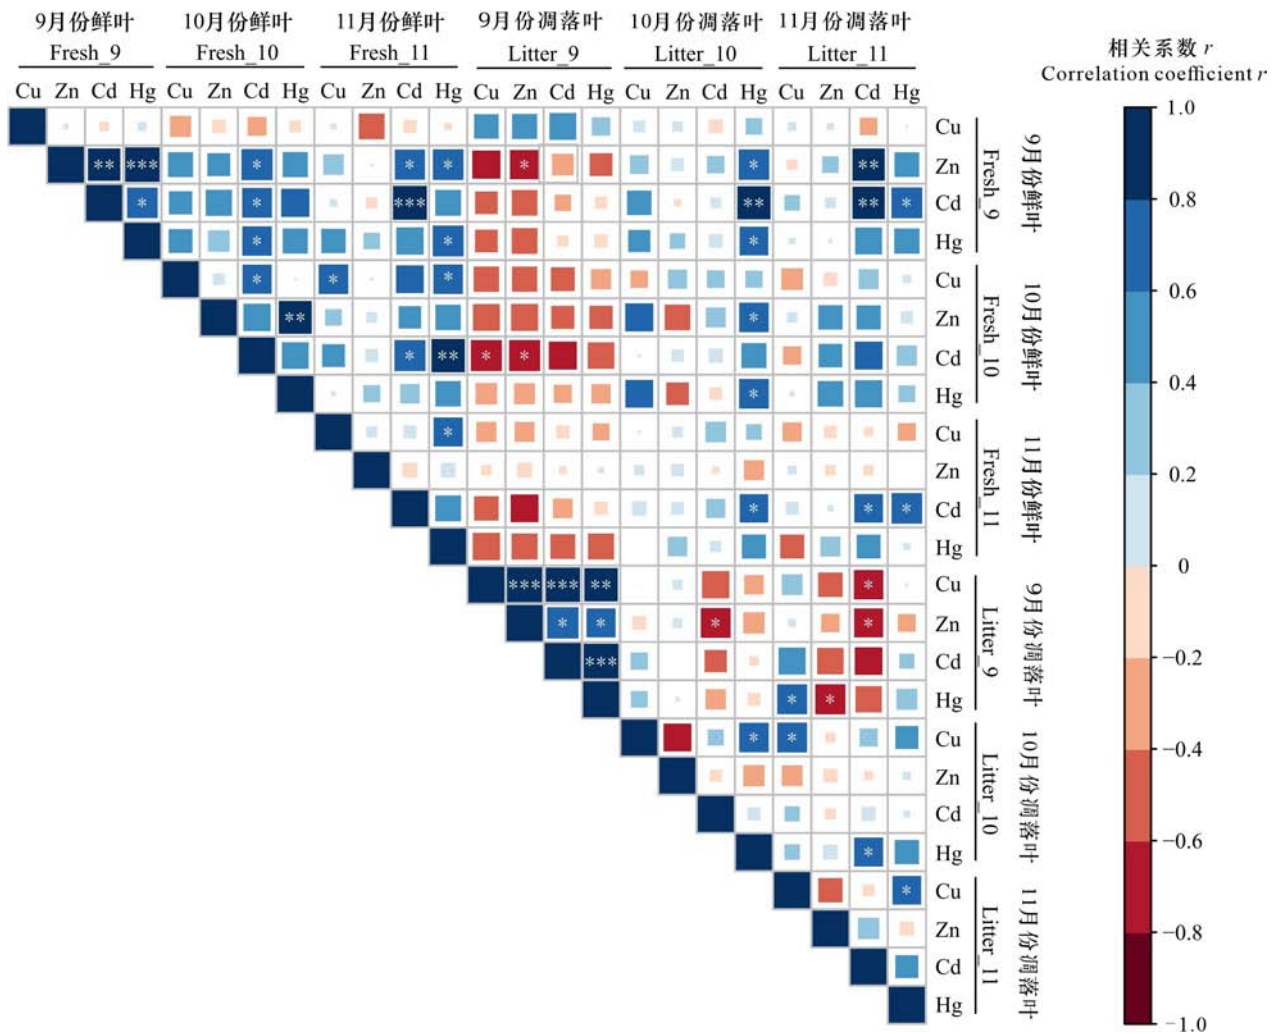 9月份鲜叶 10月份鲜叶 11月份鲜叶 9月份凋落叶 10月份凋落叶 11月份凋落叶
Fresh_9 Fresh_10 Fresh_11 Litter_9 Litter_10 Litter_11
Cu Zn Cd Hg Cu Zn Cd Hg Cu Zn Cd Hg Cu Zn Cd Hg Cu Zn Cd Hg Cu Zn Cd Hg
相关系数 r
Correlation coefficient r
Cu
Zn
** *** * * * * * **
Cd
* * *** ** ** *
Hg
* * *
Fresh_9
9月份鲜叶
Cu
* * *
Zn
** *
Cd
* ** * *
Hg
*
Fresh_10
10月份鲜叶
Cu
*
Zn
Cd
* * *
Hg
Fresh_11
11月份鲜叶
Cu
*** *** ** *
Zn
* * * *
Cd
***
Hg
* *
Litter_9
9月份凋落叶
Cu
* *
Zn
Cd
Hg
*
Litter_10
10月份凋落叶
Cu
*
Zn
Cd
Hg
Litter_11
11月份凋落叶
1.0
0.8
0.6
0.4
0.2
0
−0.2
−0.4
−0.6
−0.8
−1.0